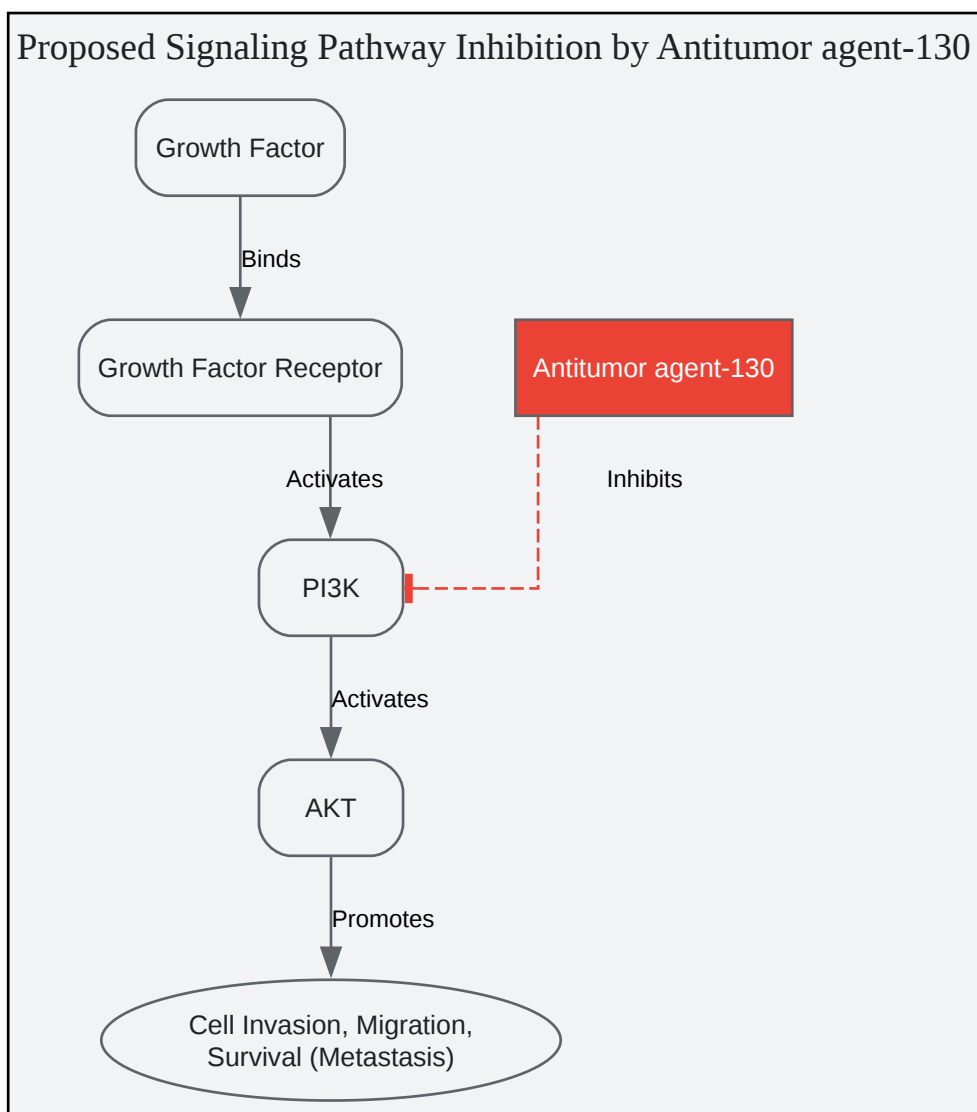 Proposed Signaling Pathway Inhibition by Antitumor agent-130
Growth Factor
Binds
Growth Factor Receptor
Antitumor agent-130
Activates
Inhibits
PI3K
Activates
AKT
Promotes
Cell Invasion, Migration,
Survival (Metastasis)